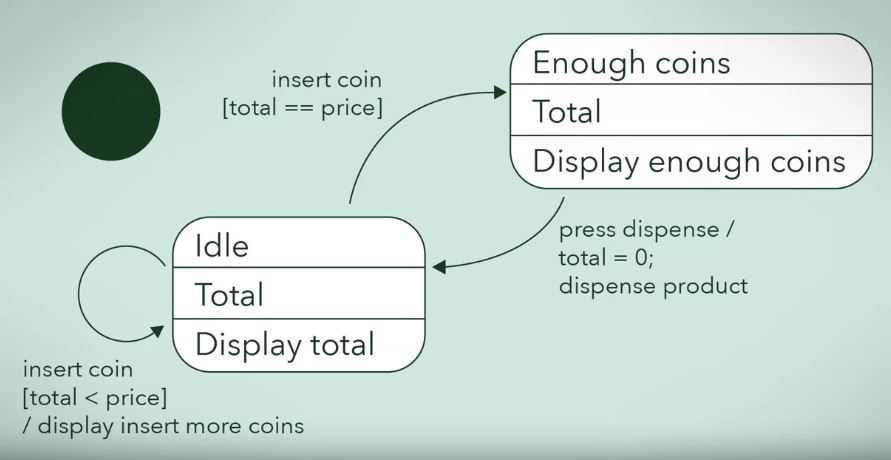 insert coin
[total == price]
Enough coins
Total
Display enough coins
Idle
Total
Display total
press dispense /
total = 0;
dispense product
insert coin
[total < price]
/ display insert more coins